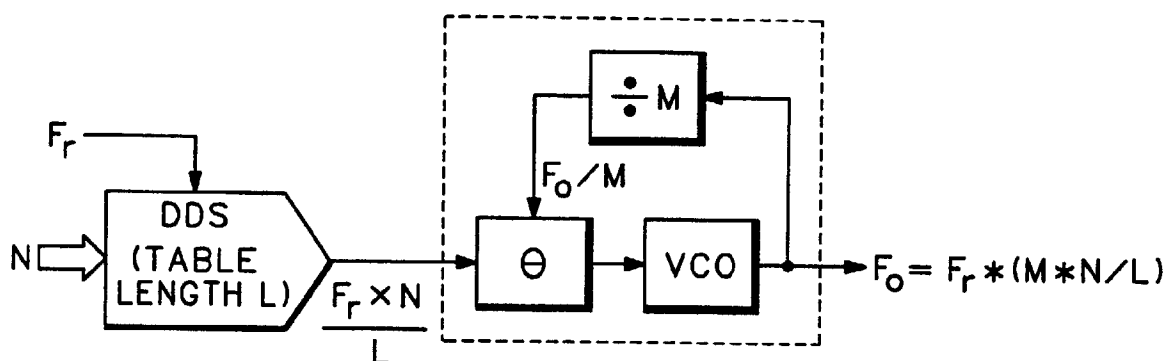 ÷ M
F_r
F_o/M
DDS
N
(TABLE
LENGTH L)
θ
VCO
F_o = F_r * (M * N/L)
F_r × N
L